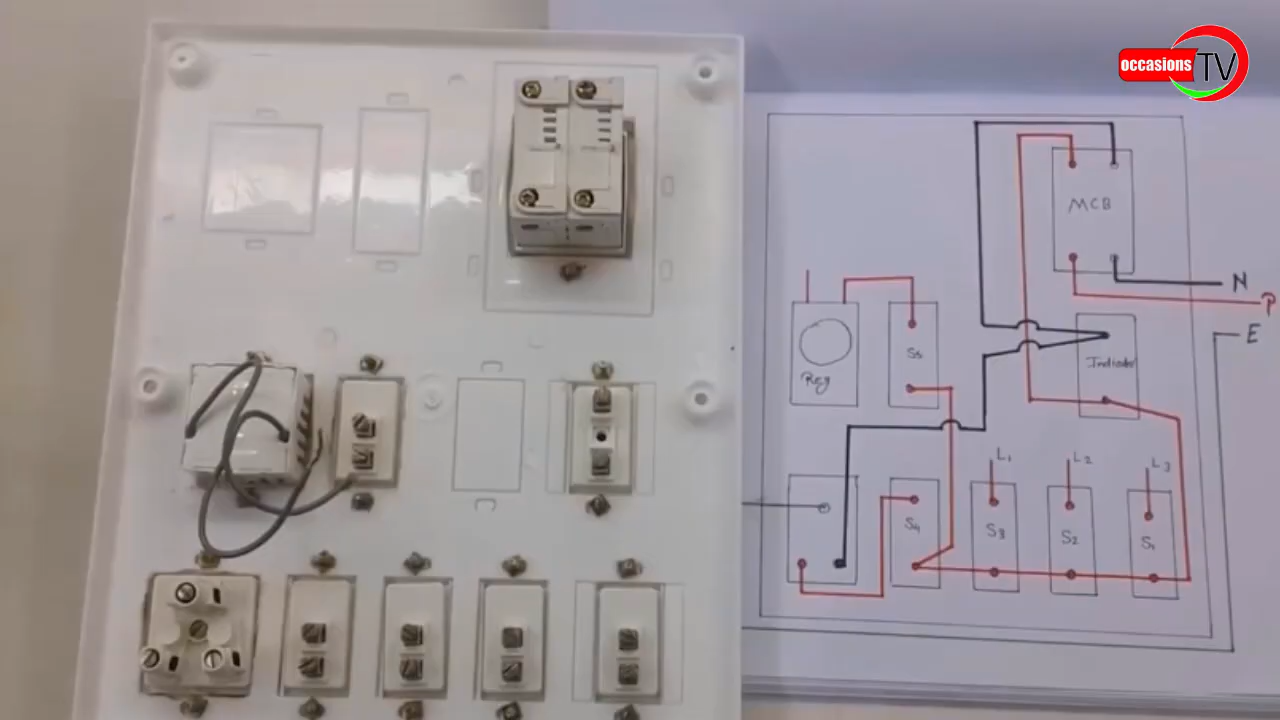 occasions TV
MCB
N
P
E
S5
Reg
Indicator
L1
L2
L3
S4
S3
S2
S1